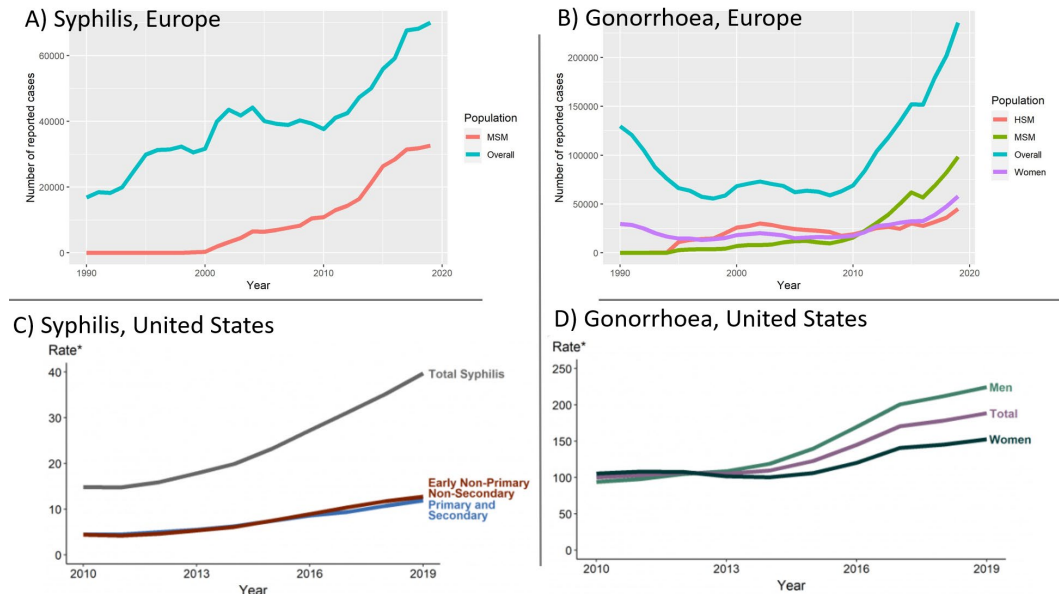 A) Syphilis, Europe
Number of reported cases
60000
40000
20000
0
1990
2000
2010
2020
Year
Population
MSM
Overall
B) Gonorrhoea, Europe
Number of reported cases
200000
150000
100000
50000
0
1990
2000
2010
2020
Year
Population
HSM
MSM
Overall
Women
C) Syphilis, United States
Rate*
40
30
20
10
0
2010
2013
2016
2019
Year
Total Syphilis
Early Non-Primary
Non-Secondary
Primary and
Secondary
D) Gonorrhoea, United States
Rate*
250
200
150
100
50
0
2010
2013
2016
2019
Year
Men
Total
Women